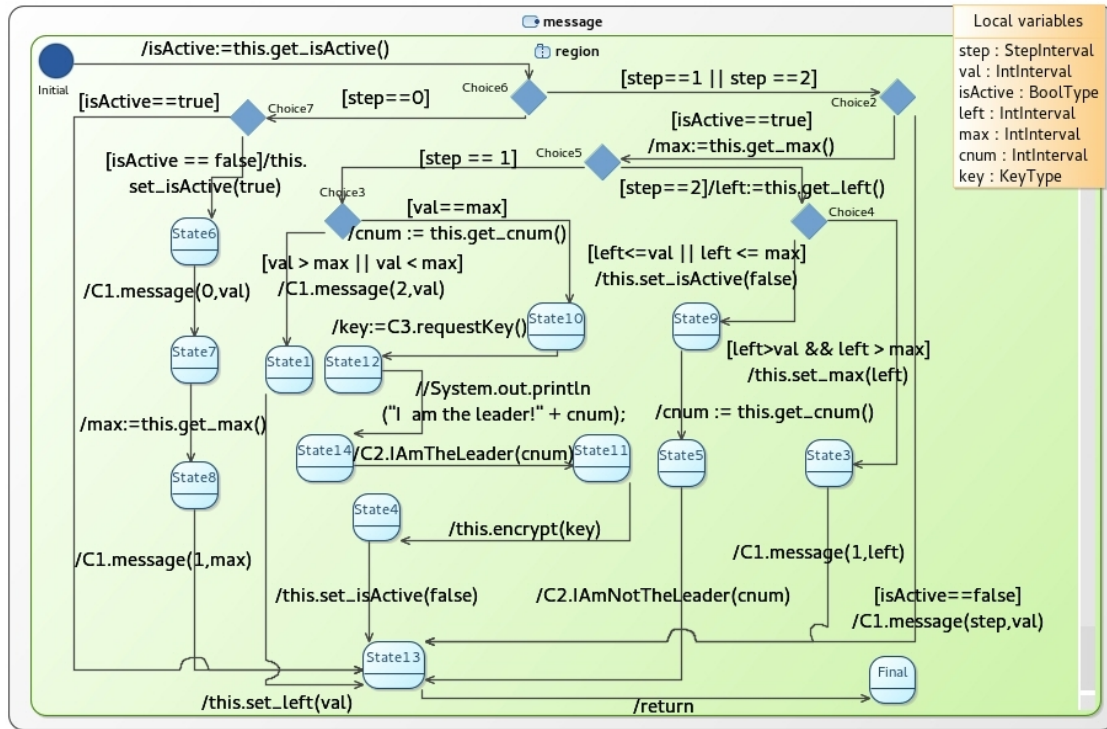 message
Local variables
step : StepInterval
val : IntInterval
isActive : BoolType
left : IntInterval
max : IntInterval
cnum : IntInterval
key : KeyType
region
/isActive:=this.get_isActive()
Initial
Choice6
[step==1 || step ==2]
Choice2
[isActive==true]
Choice7
[step==0]
[isActive==true]
/max:=this.get_max()
[isActive == false]/this.
set_isActive(true)
[step == 1]
Choice5
[step==2]/left:=this.get_left()
Choice3
Choice4
[val==max]
/cnum := this.get_cnum()
State6
[val > max || val < max]
/C1.message(2,val)
[left<=val || left <= max]
/this.set_isActive(false)
/C1.message(0,val)
/key:=C3.requestKey()
State10
State9
State7
State1
State12
[left>val && left > max]
/this.set_max(left)
//System.out.println
("I am the leader!" + cnum);
/cnum := this.get_cnum()
/max:=this.get_max()
State14
/C2.IAmTheLeader(cnum)
State11
State5
State3
State8
State4
/this.encrypt(key)
/C1.message(1,max)
/C1.message(1,left)
/this.set_isActive(false)
/C2.IAmNotTheLeader(cnum)
[isActive==false]
/C1.message(step,val)
State13
Final
/this.set_left(val)
/return